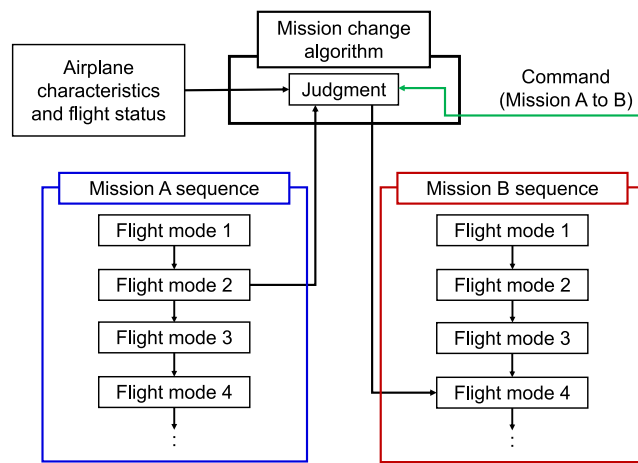 Mission change
algorithm
Judgment
Airplane
characteristics
and flight status
Command
(Mission A to B)
Mission A sequence
Flight mode 1
Flight mode 2
Flight mode 3
Flight mode 4
:
Mission B sequence
Flight mode 1
Flight mode 2
Flight mode 3
Flight mode 4
: